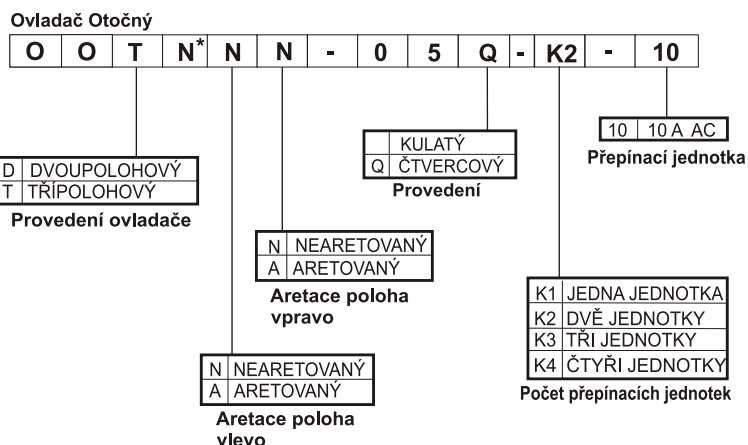 Ovladač Otočný
O O T N* N N - 0 5 Q - K2 - 10
10 10 A AC
Přepínací jednotka
KULATÝ
Q ČTVERCOVÝ
Provedení
D DVOUPOLOHOVÝ
T TŘÍPOLOHOVÝ
Provedení ovladače
N NEARETOVANÝ
A ARETOVANÝ
Aretace poloha
vpravo
K1 JEDNA JEDNOTKA
K2 DVĚ JEDNOTKY
K3 TŘI JEDNOTKY
K4 ČTYŘI JEDNOTKY
Počet přepínacích jednotek
N NEARETOVANÝ
A ARETOVANÝ
Aretace poloha
vlevo